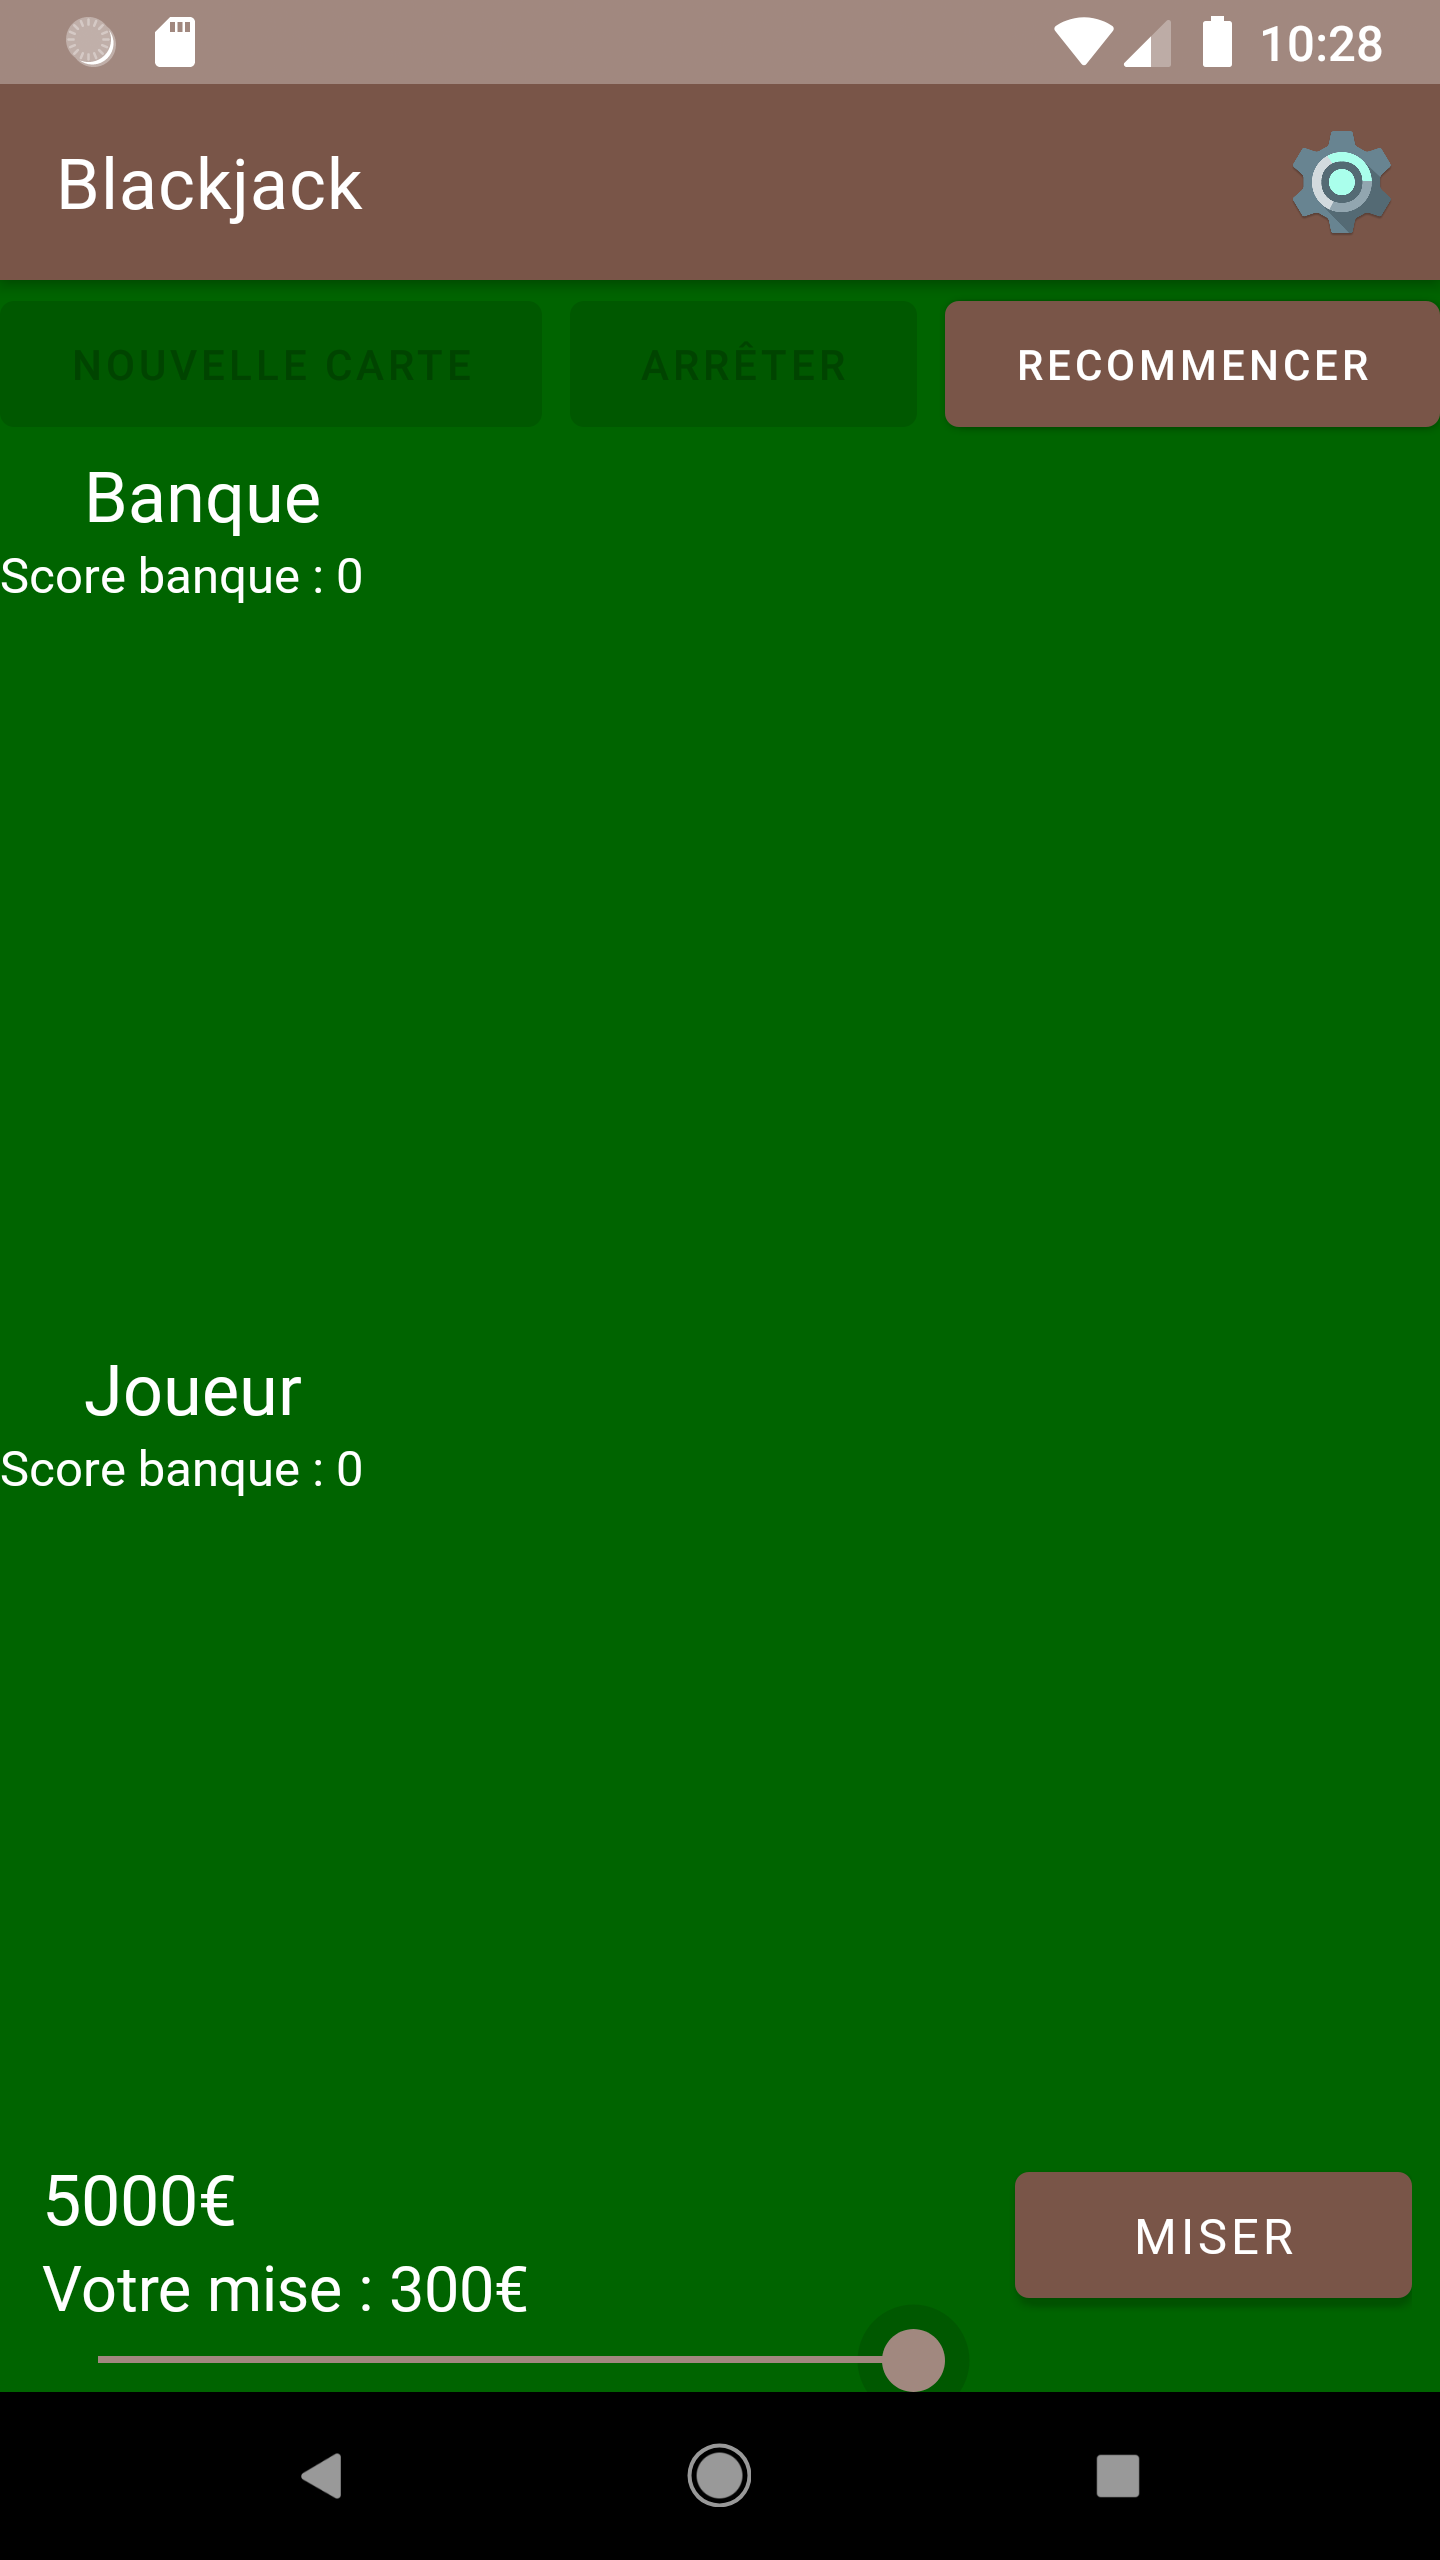 10:28
Blackjack
NOUVELLE CARTE
ARRÊTER
RECOMMENCER
Banque
Score banque : 0
Joueur
Score banque : 0
5000€
MISER
Votre mise : 300€